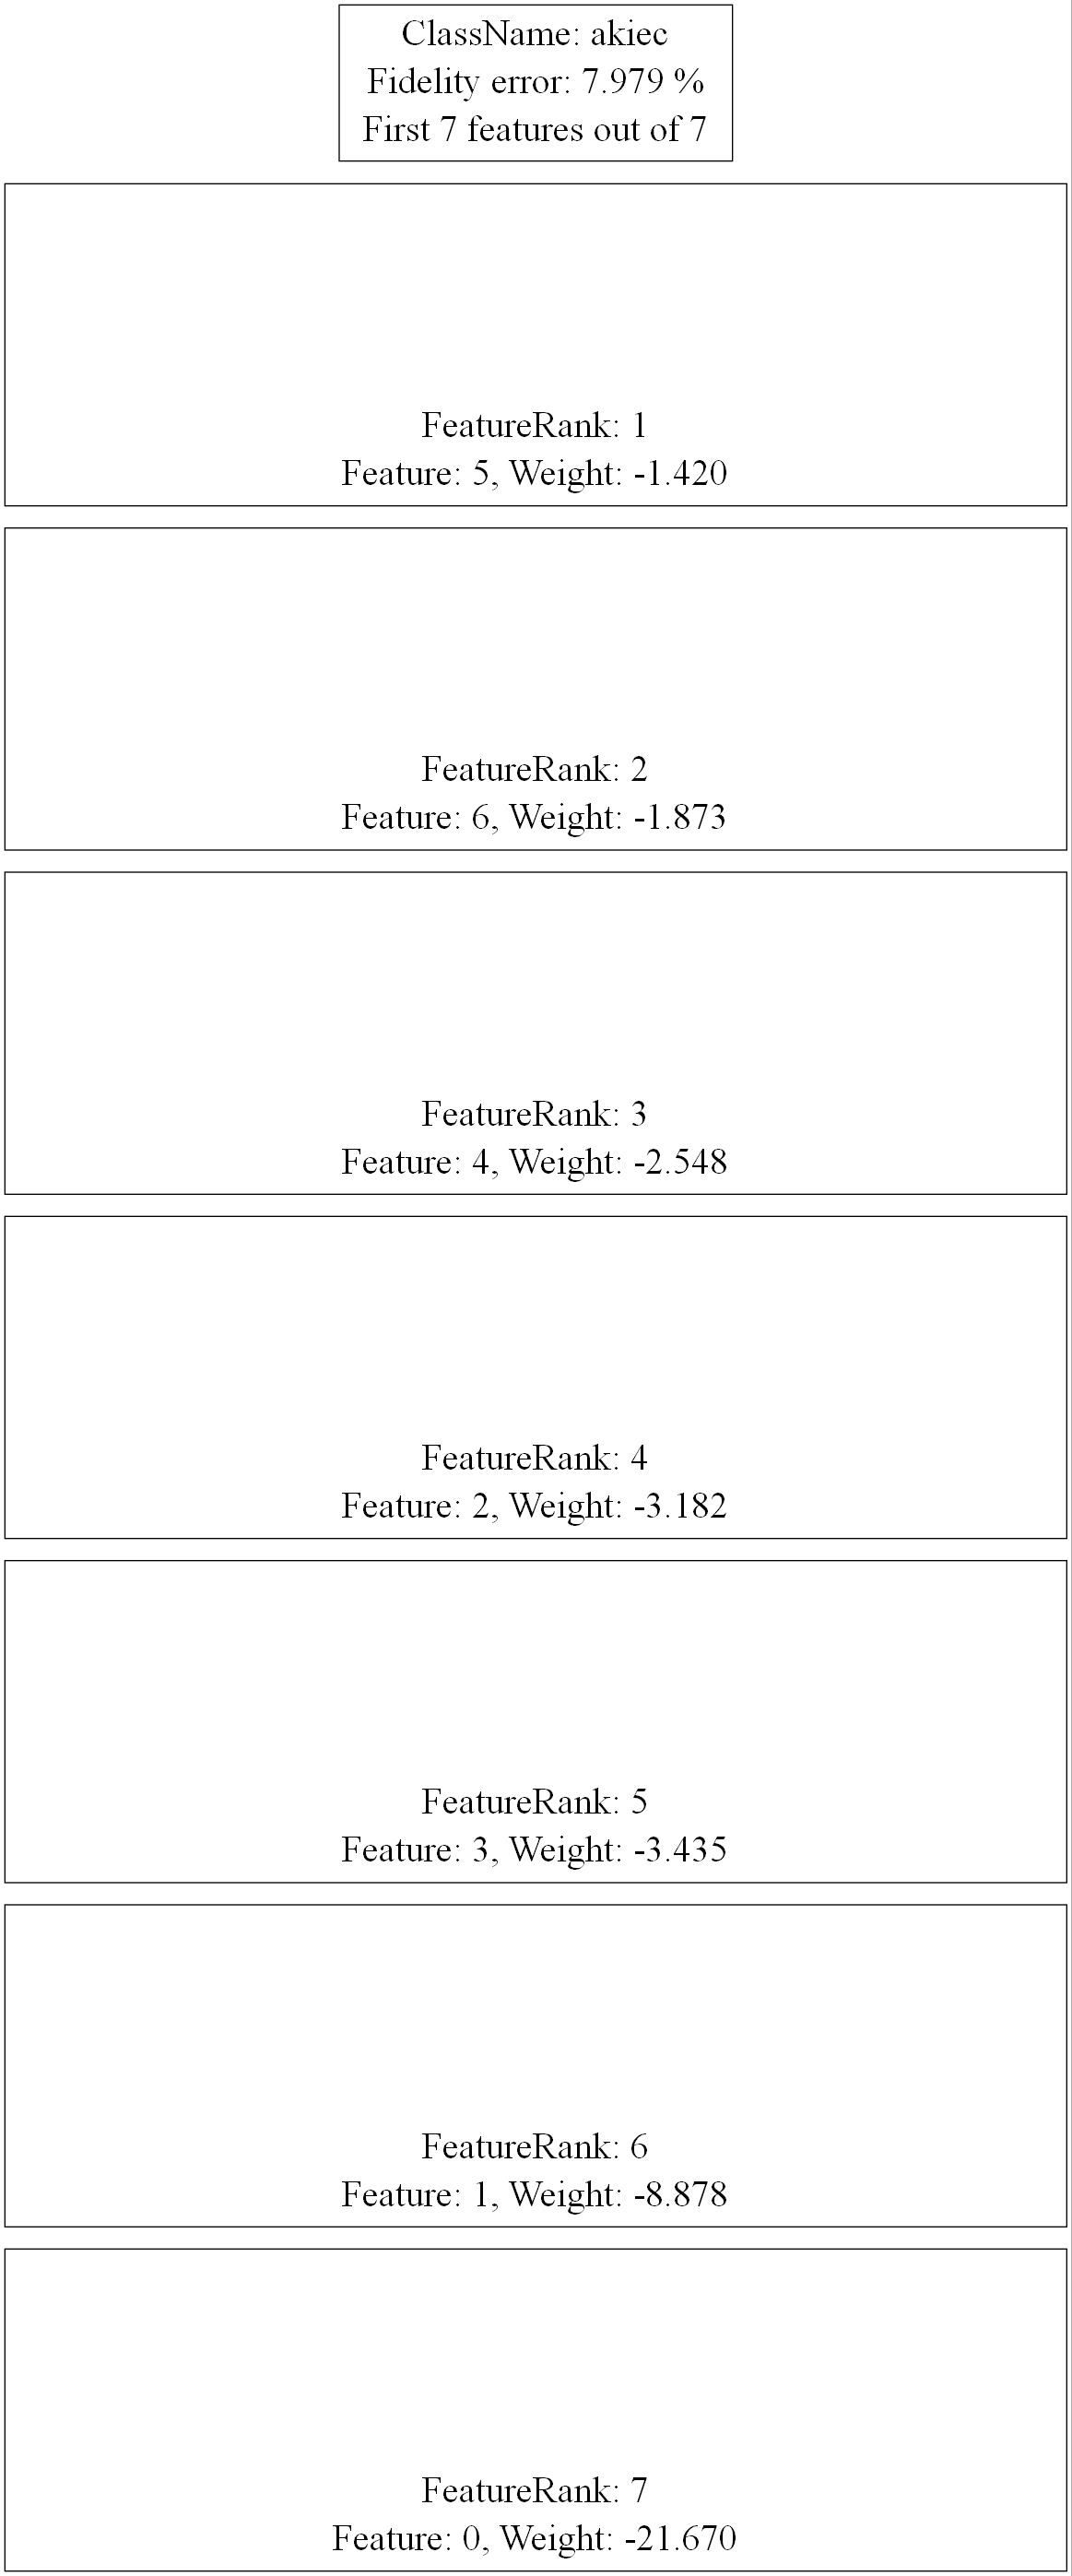 ClassName: akiec
Fidelity error: 7.979 %
First 7 features out of 7
FeatureRank: 1
Feature: 5, Weight: -1.420
FeatureRank: 2
Feature: 6, Weight: -1.873
FeatureRank: 3
Feature: 4, Weight: -2.548
FeatureRank: 4
Feature: 2, Weight: -3.182
FeatureRank: 5
Feature: 3, Weight: -3.435
FeatureRank: 6
Feature: 1, Weight: -8.878
FeatureRank: 7
Feature: 0, Weight: -21.670